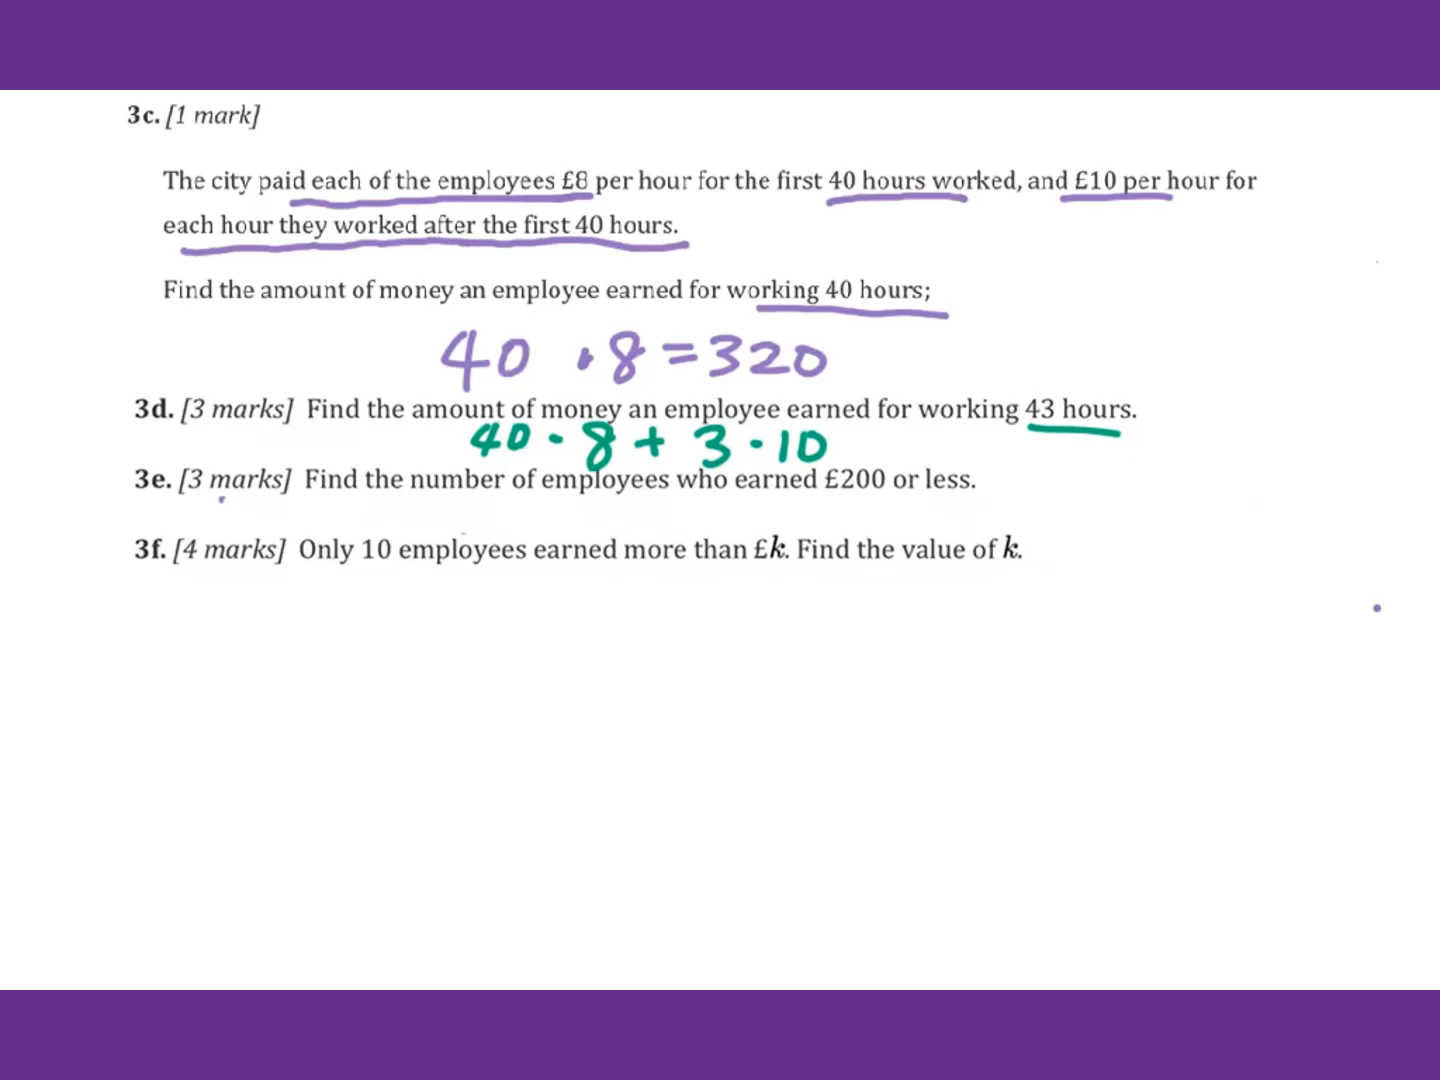 3c. [1 mark]
The city paid each of the employees £8 per hour for the first 40 hours worked, and £10 per hour for
each hour they worked after the first 40 hours.
Find the amount of money an employee earned for working 40 hours;
40 · 8 = 320
3d. [3 marks] Find the amount of money an employee earned for working 43 hours.
40 · 8 + 3 · 10
3e. [3 marks] Find the number of employees who earned £200 or less.
3f. [4 marks] Only 10 employees earned more than £k. Find the value of k.